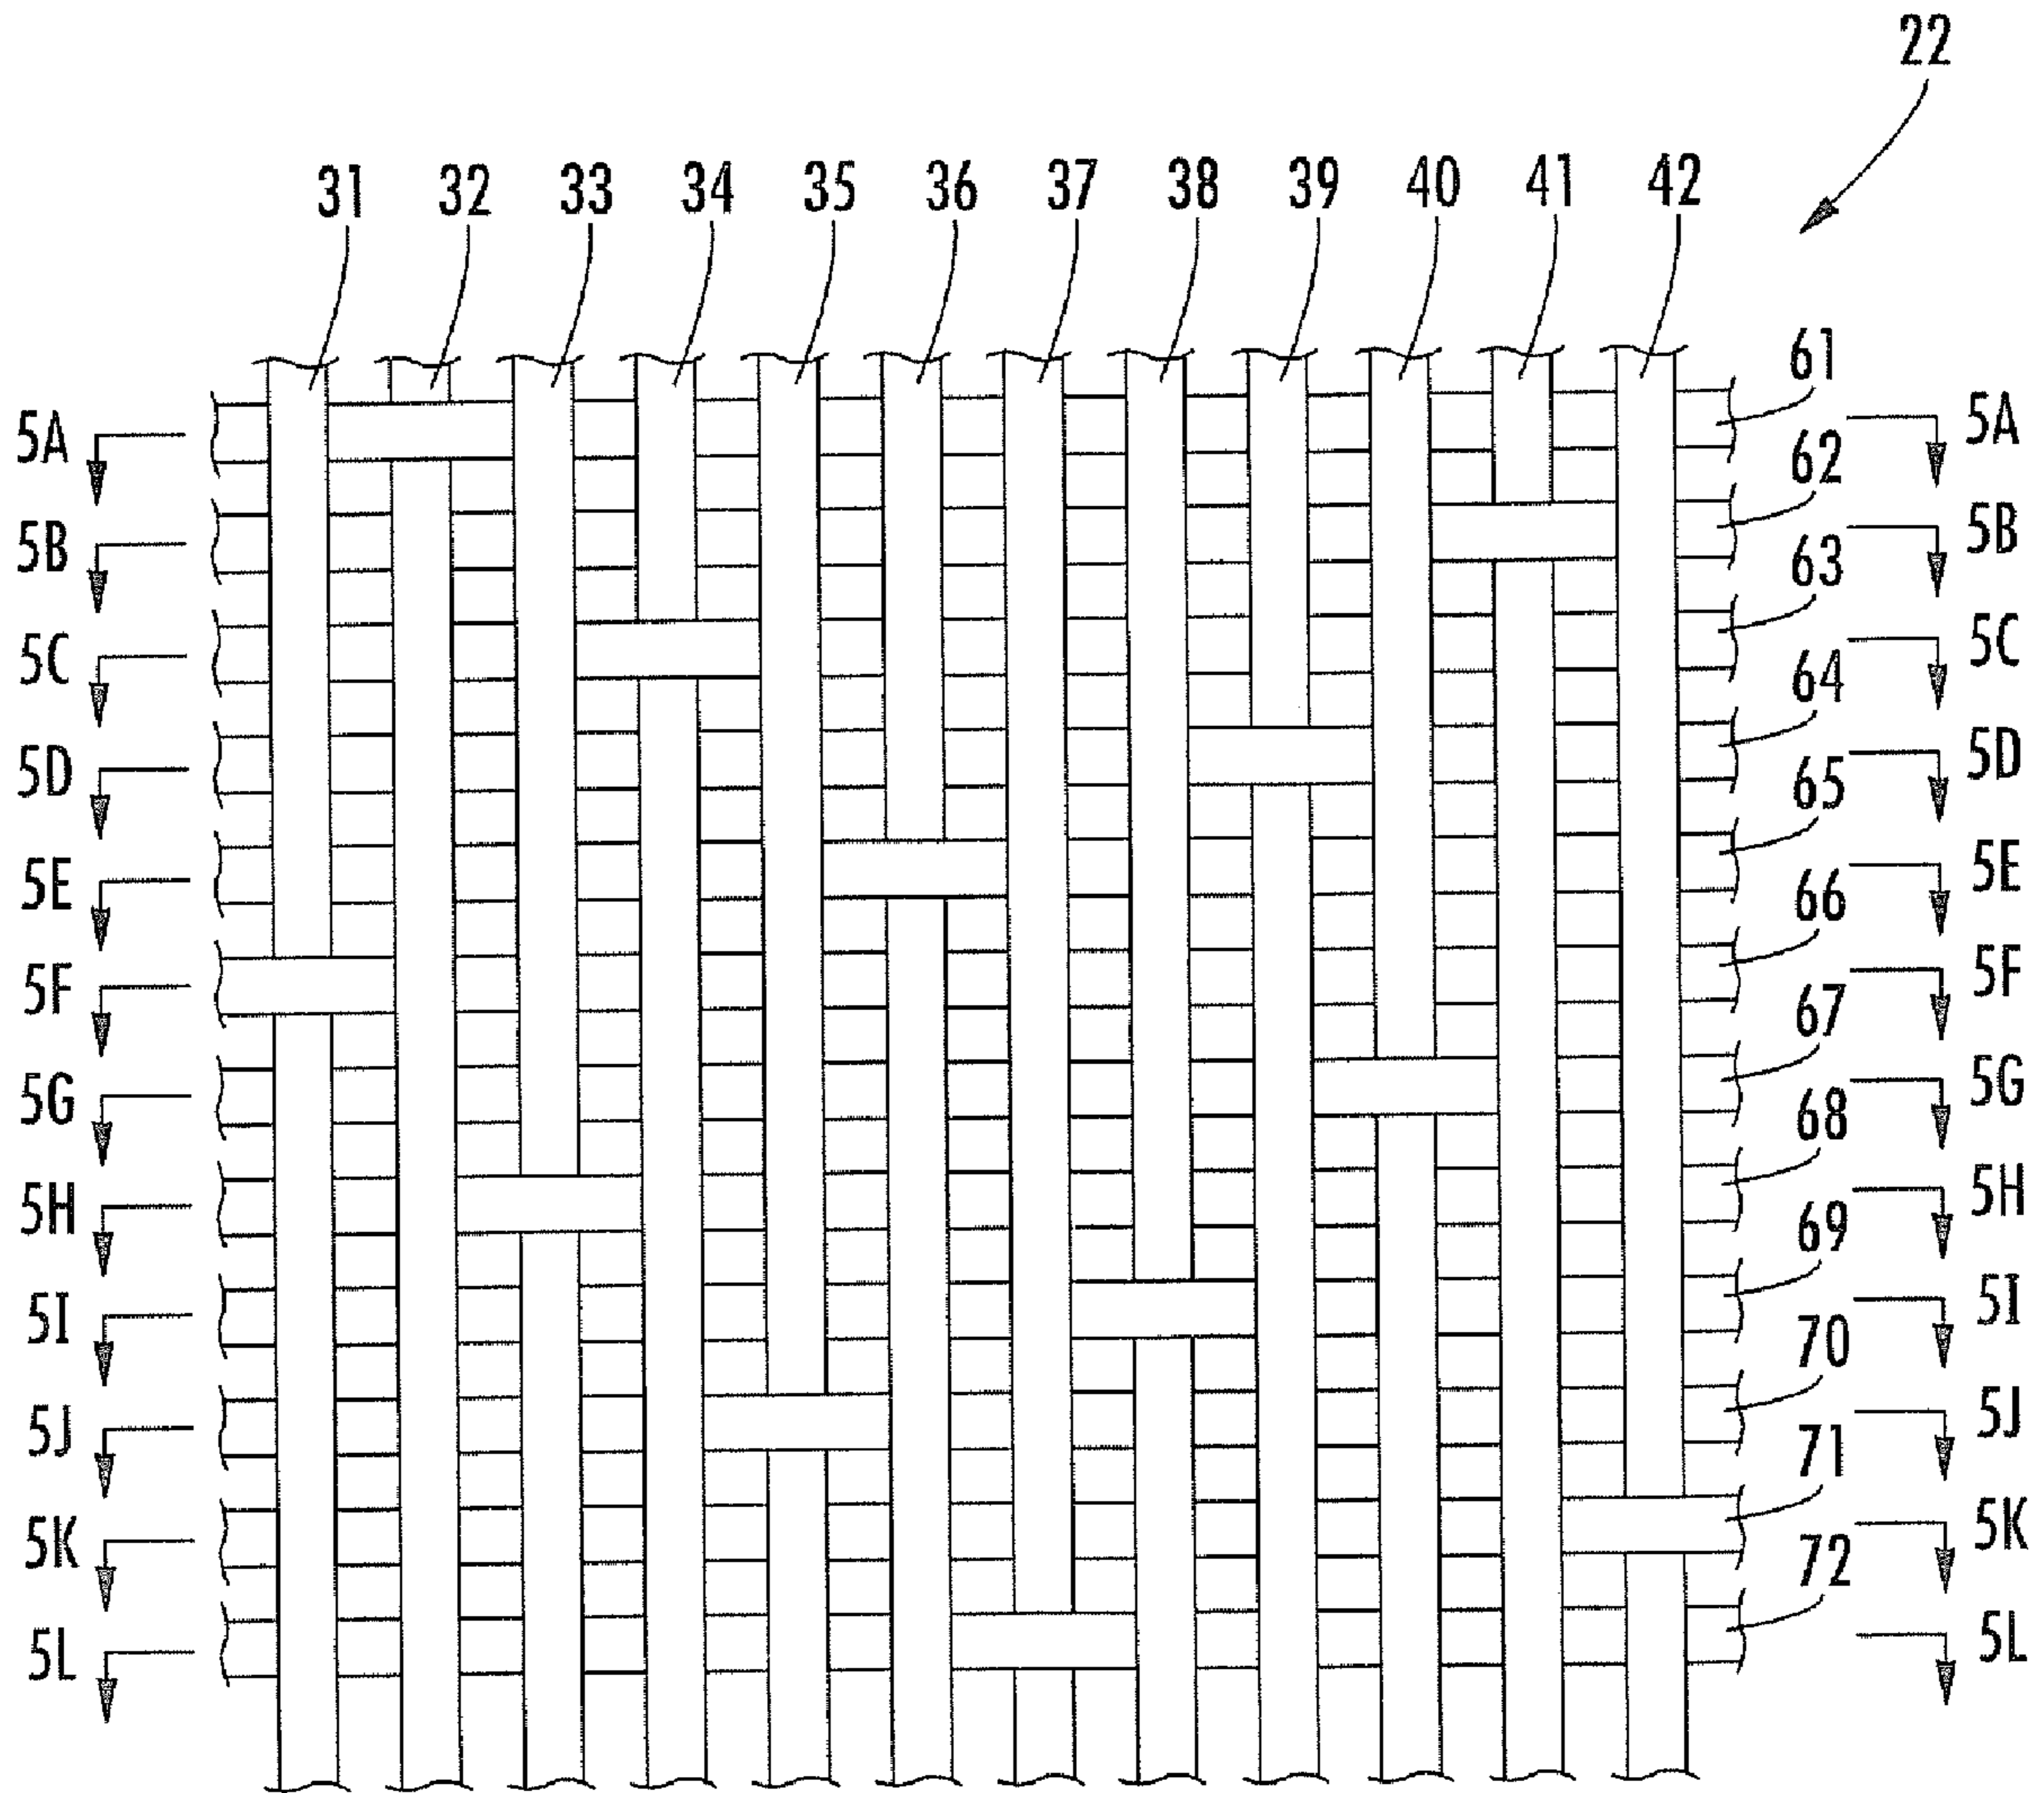 22
31 32 33 34 35 36 37 38 39 40 41 42
61
5A 5A
62
5B 5B
63
5C 5C
64
5D 5D
65
5E 5E
66
5F 5F
67
5G 5G
68
5H 5H
69
5I 5I
70
5J 5J
71
5K 5K
72
5L 5L